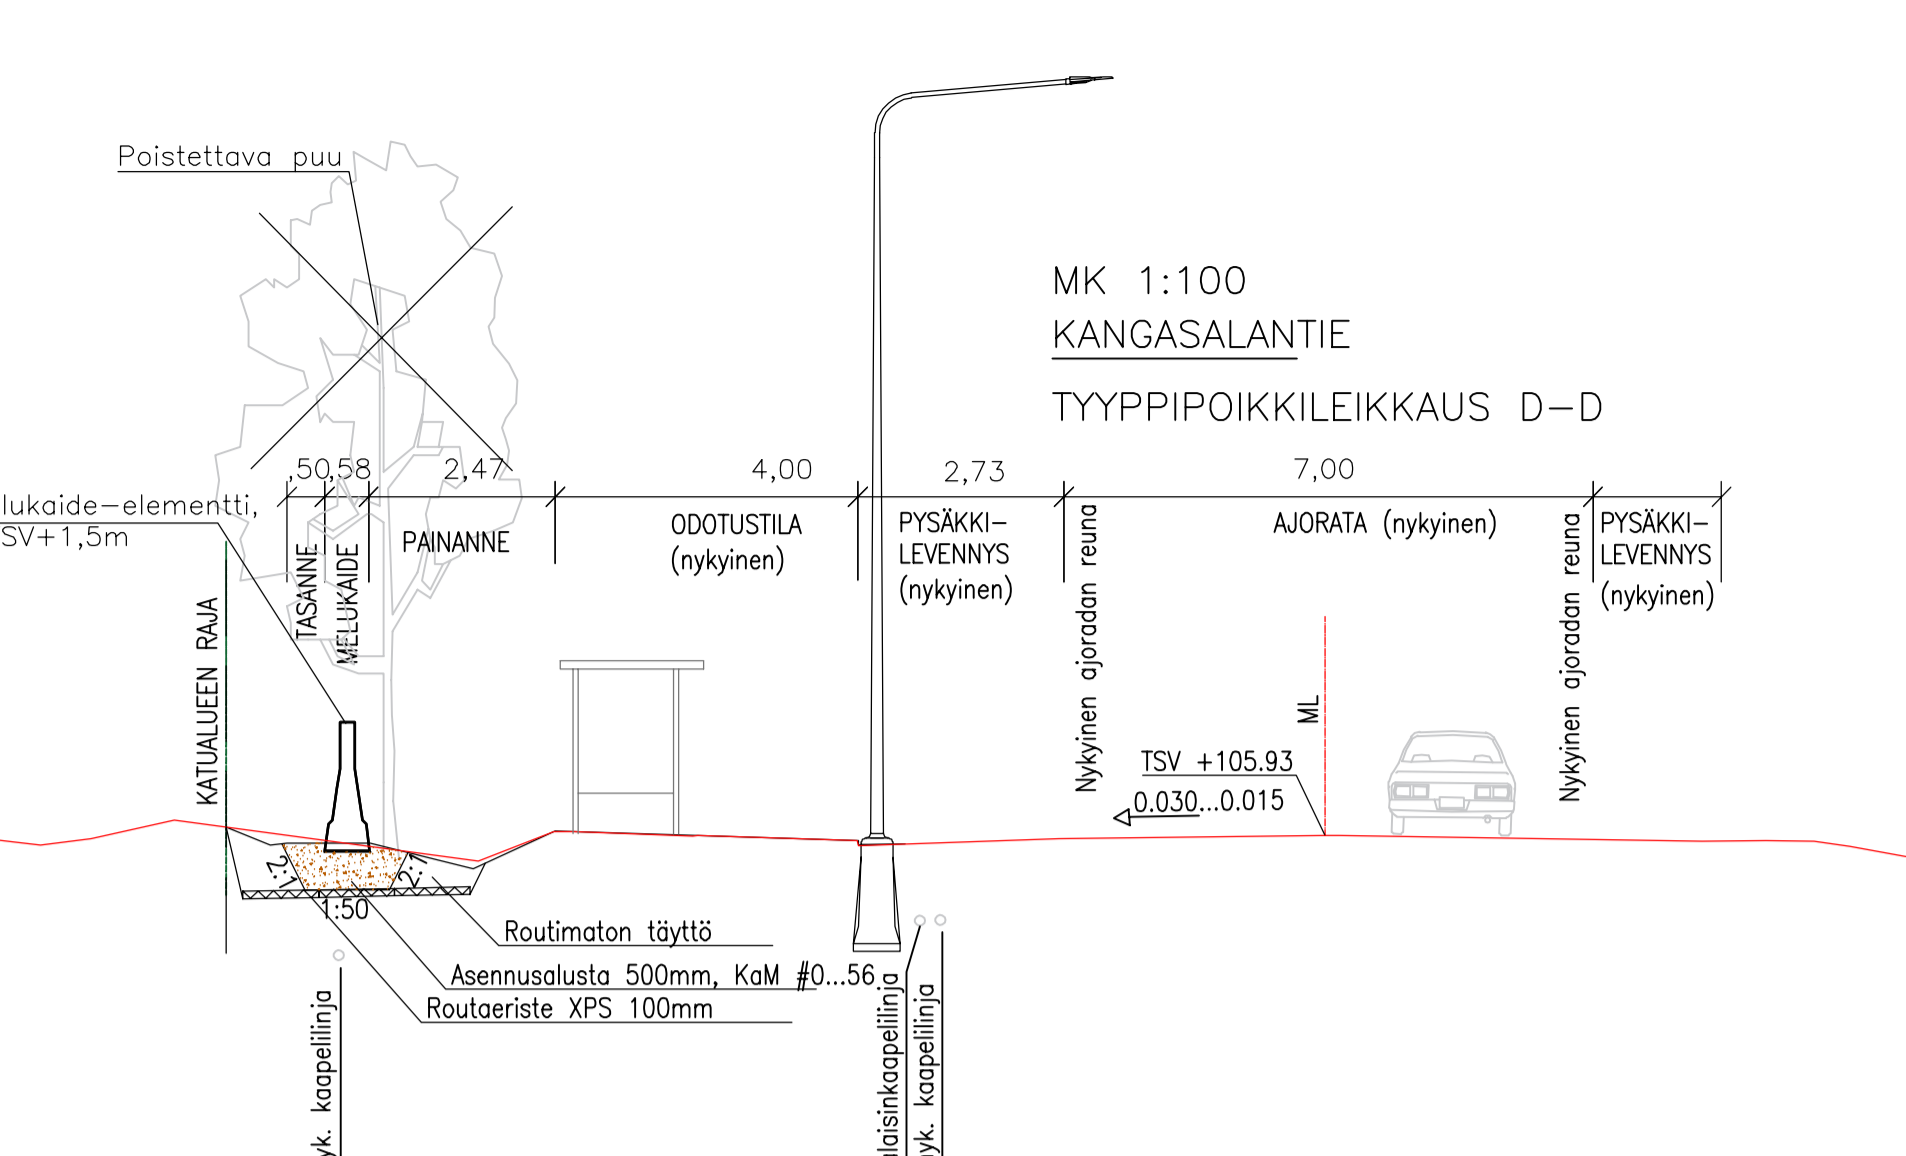 Poistettava puu
MK 1:100
KANGASALANTIE
TYYPPIPOIKKILEIKKAUS D-D
,50 ,58 2,47 4,00 2,73 7,00
lukaide-elementti,
SV+1,5m
TASANNE
MELUKAIDE
PAINANNE
ODOTUSTILA
(nykyinen)
PYSÄKKI-
LEVENNYS
(nykyinen)
Nykyinen ajoradan reuna
AJORATA (nykyinen)
Nykyinen ajoradan reuna
PYSÄKKI-
LEVENNYS
(nykyinen)
KATUALUEEN RAJA
ML
TSV +105.93
0.030...0.015
2:1
2:1
1:50
Routimaton täyttö
Asennusalusta 500mm, KaM #0...56
Routaeriste XPS 100mm
yk. kaapelilinja
alaisinkaapelilinja
nyk. kaapelilinja